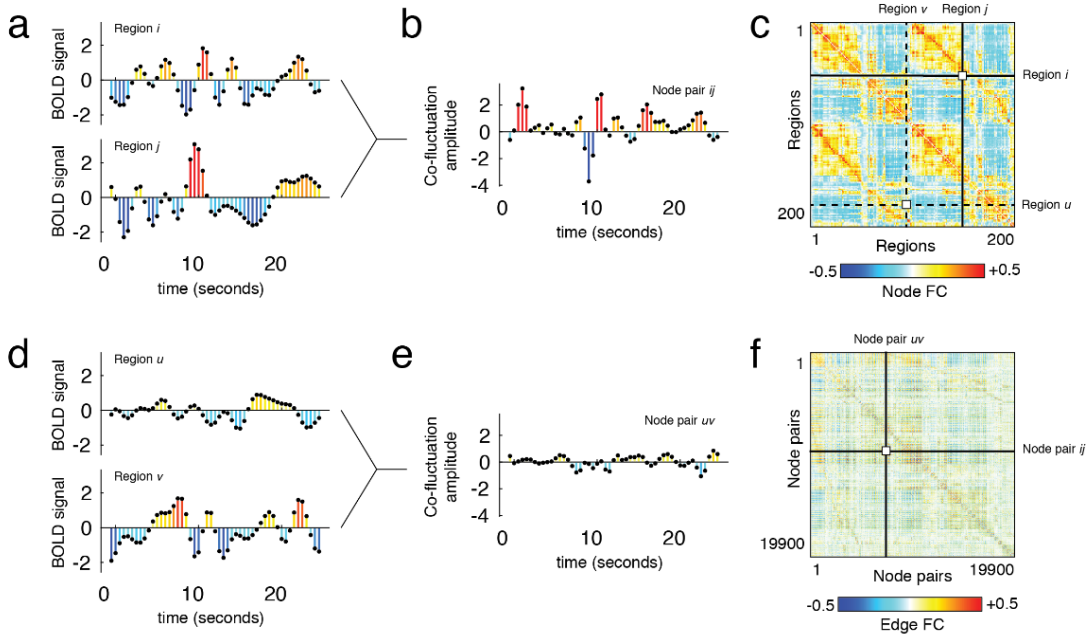 a
Region i
BOLD signal
2
0
-2
Region j
BOLD signal
2
0
-2
0
10
20
time (seconds)
b
Node pair ij
Co-fluctuation
amplitude
2
0
-2
-4
0
10
20
time (seconds)
c
Region v
Region j
1
Region i
Regions
Region u
200
1
200
Regions
-0.5
+0.5
Node FC
d
Region u
BOLD signal
2
0
-2
Region v
BOLD signal
2
0
-2
0
10
20
time (seconds)
e
Node pair uv
Co-fluctuation
amplitude
2
0
-2
-4
0
10
20
time (seconds)
f
Node pair uv
1
Node pairs
Node pair ij
19900
1
19900
Node pairs
-0.5
+0.5
Edge FC